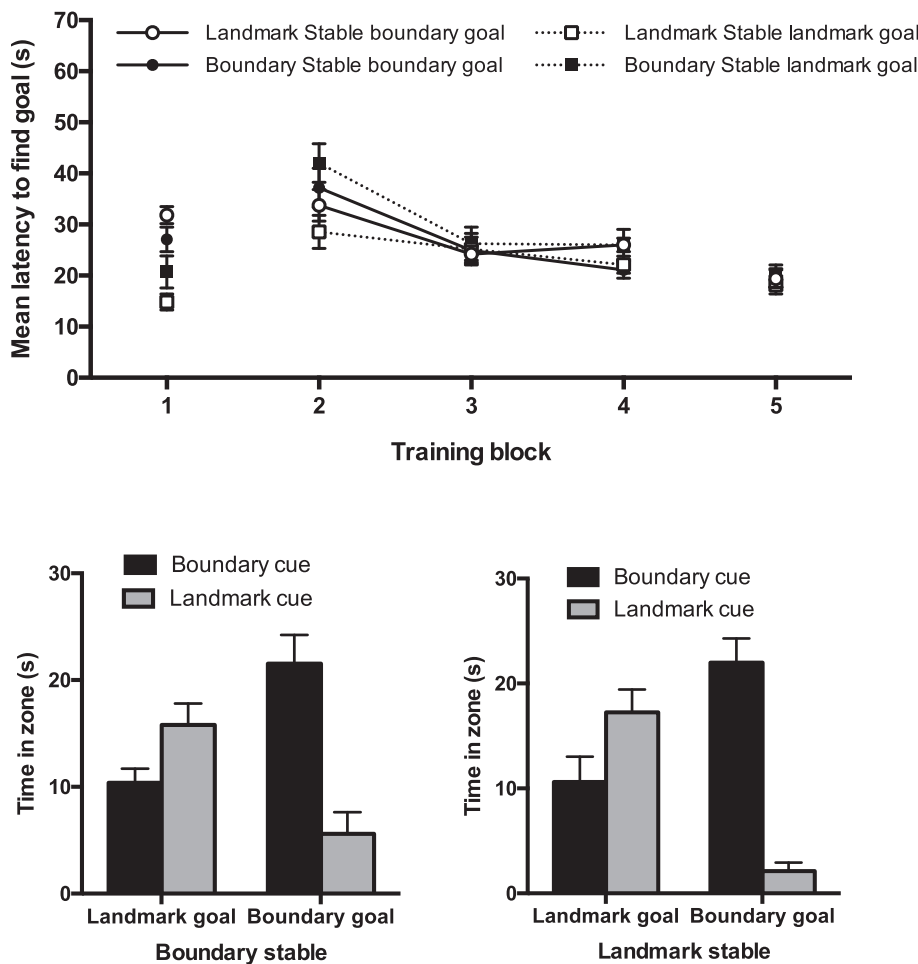 70
60
50
40
30
20
10
0
Mean latency to find goal (s)
Landmark Stable boundary goal
Landmark Stable landmark goal
Boundary Stable boundary goal
Boundary Stable landmark goal
1 2 3 4 5
Training block
30
20
10
0
Time in zone (s)
Boundary cue
Landmark cue
Landmark goal Boundary goal
Boundary stable
30
20
10
0
Time in zone (s)
Boundary cue
Landmark cue
Landmark goal Boundary goal
Landmark stable